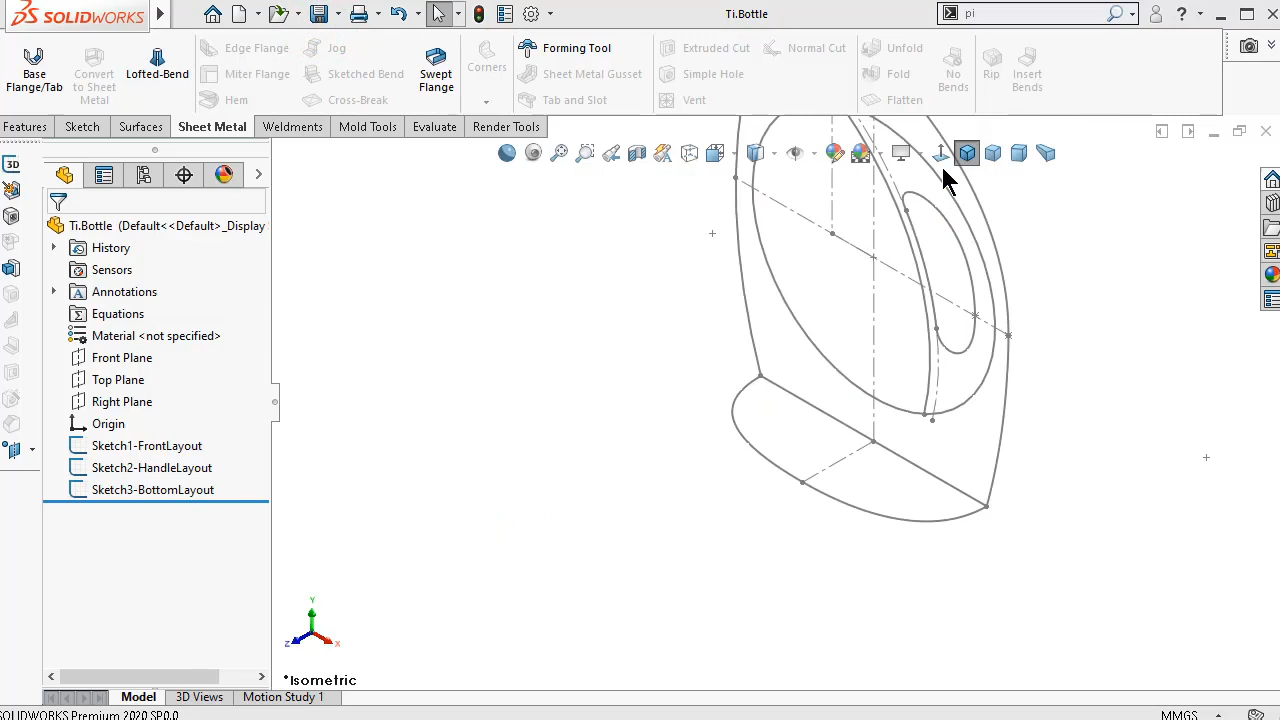 SOLIDWORKS
Ti.Bottle
pi
Base Flange/Tab
Convert to Sheet Metal
Lofted-Bend
Edge Flange
Miter Flange
Hem
Jog
Sketched Bend
Cross-Break
Swept Flange
Corners
Forming Tool
Sheet Metal Gusset
Tab and Slot
Extruded Cut
Simple Hole
Vent
Normal Cut
Unfold
Fold
Flatten
No Bends
Rip
Insert Bends
Features
Sketch
Surfaces
Sheet Metal
Weldments
Mold Tools
Evaluate
Render Tools
Ti.Bottle (Default<<Default>_Display
History
Sensors
Annotations
Equations
Material <not specified>
Front Plane
Top Plane
Right Plane
Origin
Sketch1-FrontLayout
Sketch2-HandleLayout
Sketch3-BottomLayout
Y
Z
X
*Isometric
Model
3D Views
Motion Study 1
SOLIDWORKS Premium 2020 SP0.0
MMGS